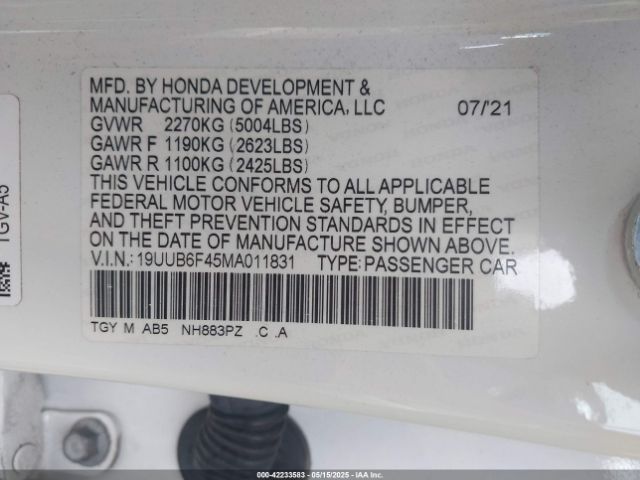 MFD. BY HONDA DEVELOPMENT &
MANUFACTURING OF AMERICA, LLC 07/'21
GVWR 2270KG (5004LBS)
GAWR F 1190KG (2623LBS)
GAWR R 1100KG (2425LBS)
THIS VEHICLE CONFORMS TO ALL APPLICABLE
FEDERAL MOTOR VEHICLE SAFETY, BUMPER,
AND THEFT PREVENTION STANDARDS IN EFFECT
ON THE DATE OF MANUFACTURE SHOWN ABOVE.
V.I.N.: 19UUB6F45MA011831 TYPE: PASSENGER CAR
TGY M AB5 NH883PZ .C .A
TGV-A5
000-42233583 @ 05/15/2025 @ IAAI.COM